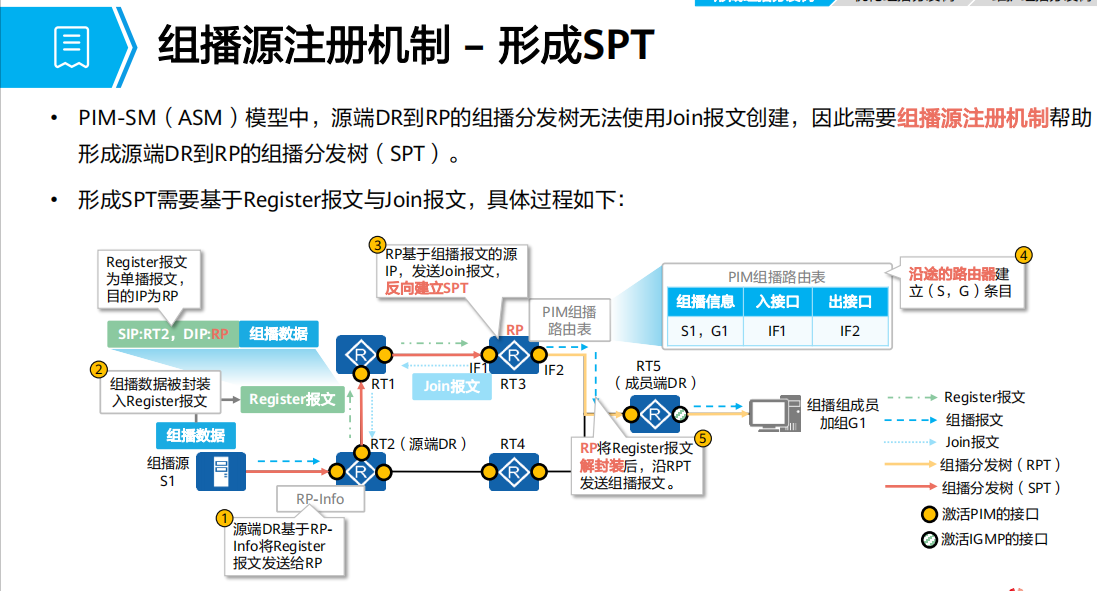 组播源注册机制 – 形成SPT
• PIM-SM（ASM）模型中，源端DR到RP的组播分发树无法使用Join报文创建，因此需要组播源注册机制帮助
形成源端DR到RP的组播分发树（SPT）。
• 形成SPT需要基于Register报文与Join报文，具体过程如下：
Register报文
为单播报文，
目的IP为RP
SIP:RT2，DIP:RP
组播数据
2
组播数据被封装
入Register报文
Register报文
组播数据
组播源
S1
1
源端DR基于RP-
Info将Register
报文发送给RP
RP-Info
RT2（源端DR）
RT1
3
RP基于组播报文的源
IP，发送Join报文，
反向建立SPT
RP
IF1
RT3
IF2
Join报文
PIM组播
路由表
RT4
PIM组播路由表
组播信息 入接口 出接口
S1，G1 IF1 IF2
4
沿途的路由器建
立（S，G）条目
RT5
（成员端DR）
5
RP将Register报文
解封装后，沿RPT
发送组播报文。
组播组成员
加组G1
Register报文
组播报文
Join报文
组播分发树（RPT）
组播分发树（SPT）
激活PIM的接口
激活IGMP的接口